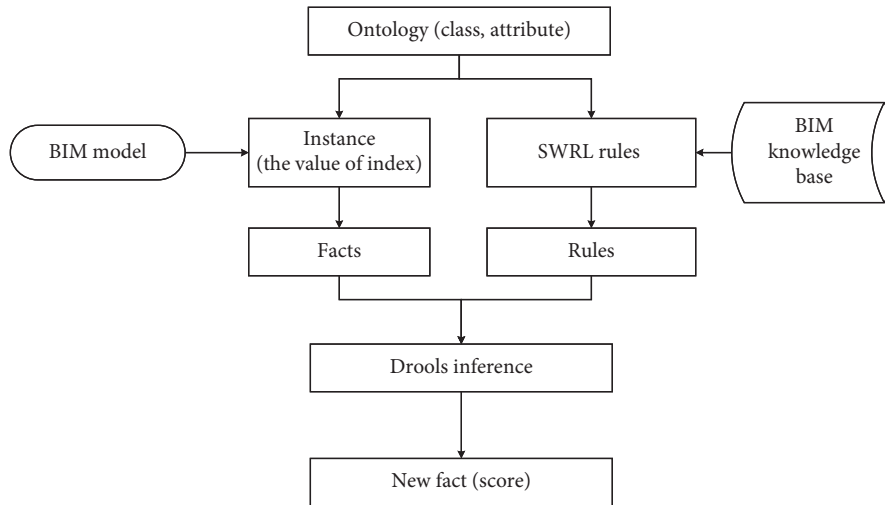 Ontology (class, attribute)
BIM model
Instance
(the value of index)
SWRL rules
BIM
knowledge
base
Facts
Rules
Drools inference
New fact (score)